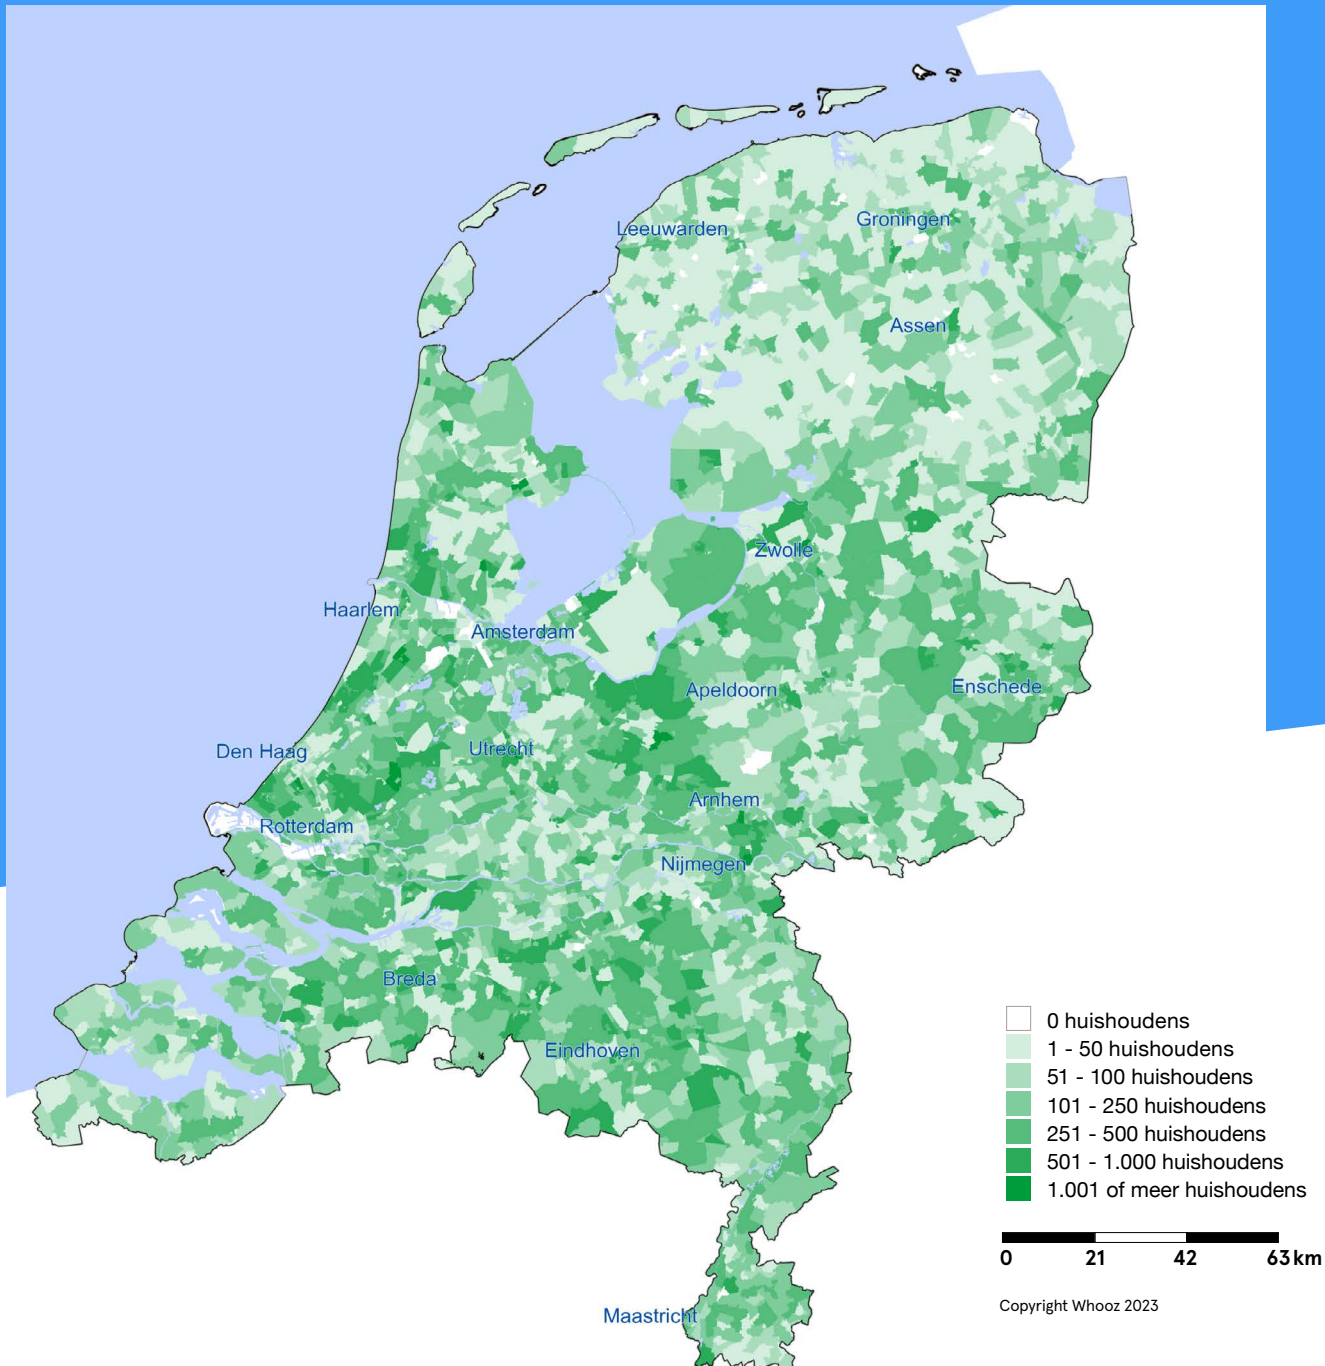 Leeuwarden
Groningen
Assen
Zwolle
Haarlem
Amsterdam
Apeldoorn
Enschede
Den Haag
Utrecht
Arnhem
Rotterdam
Nijmegen
Breda
Eindhoven
Maastricht
0 huishoudens
1 - 50 huishoudens
51 - 100 huishoudens
101 - 250 huishoudens
251 - 500 huishoudens
501 - 1.000 huishoudens
1.001 of meer huishoudens
0 21 42 63 km
Copyright Whooz 2023